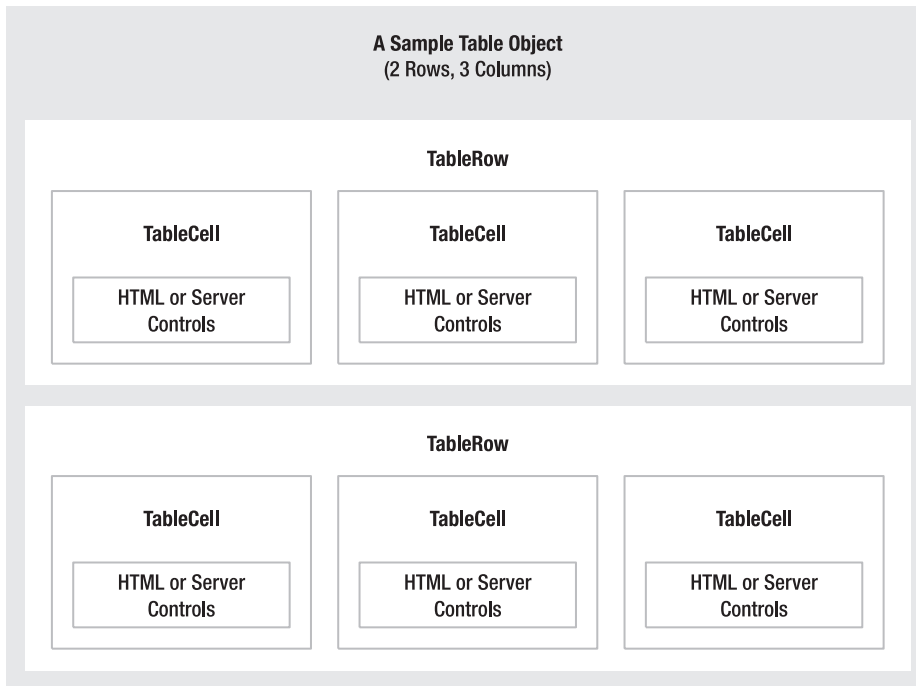 A Sample Table Object
(2 Rows, 3 Columns)
TableRow
TableCell
HTML or Server
Controls
TableCell
HTML or Server
Controls
TableCell
HTML or Server
Controls
TableRow
TableCell
HTML or Server
Controls
TableCell
HTML or Server
Controls
TableCell
HTML or Server
Controls